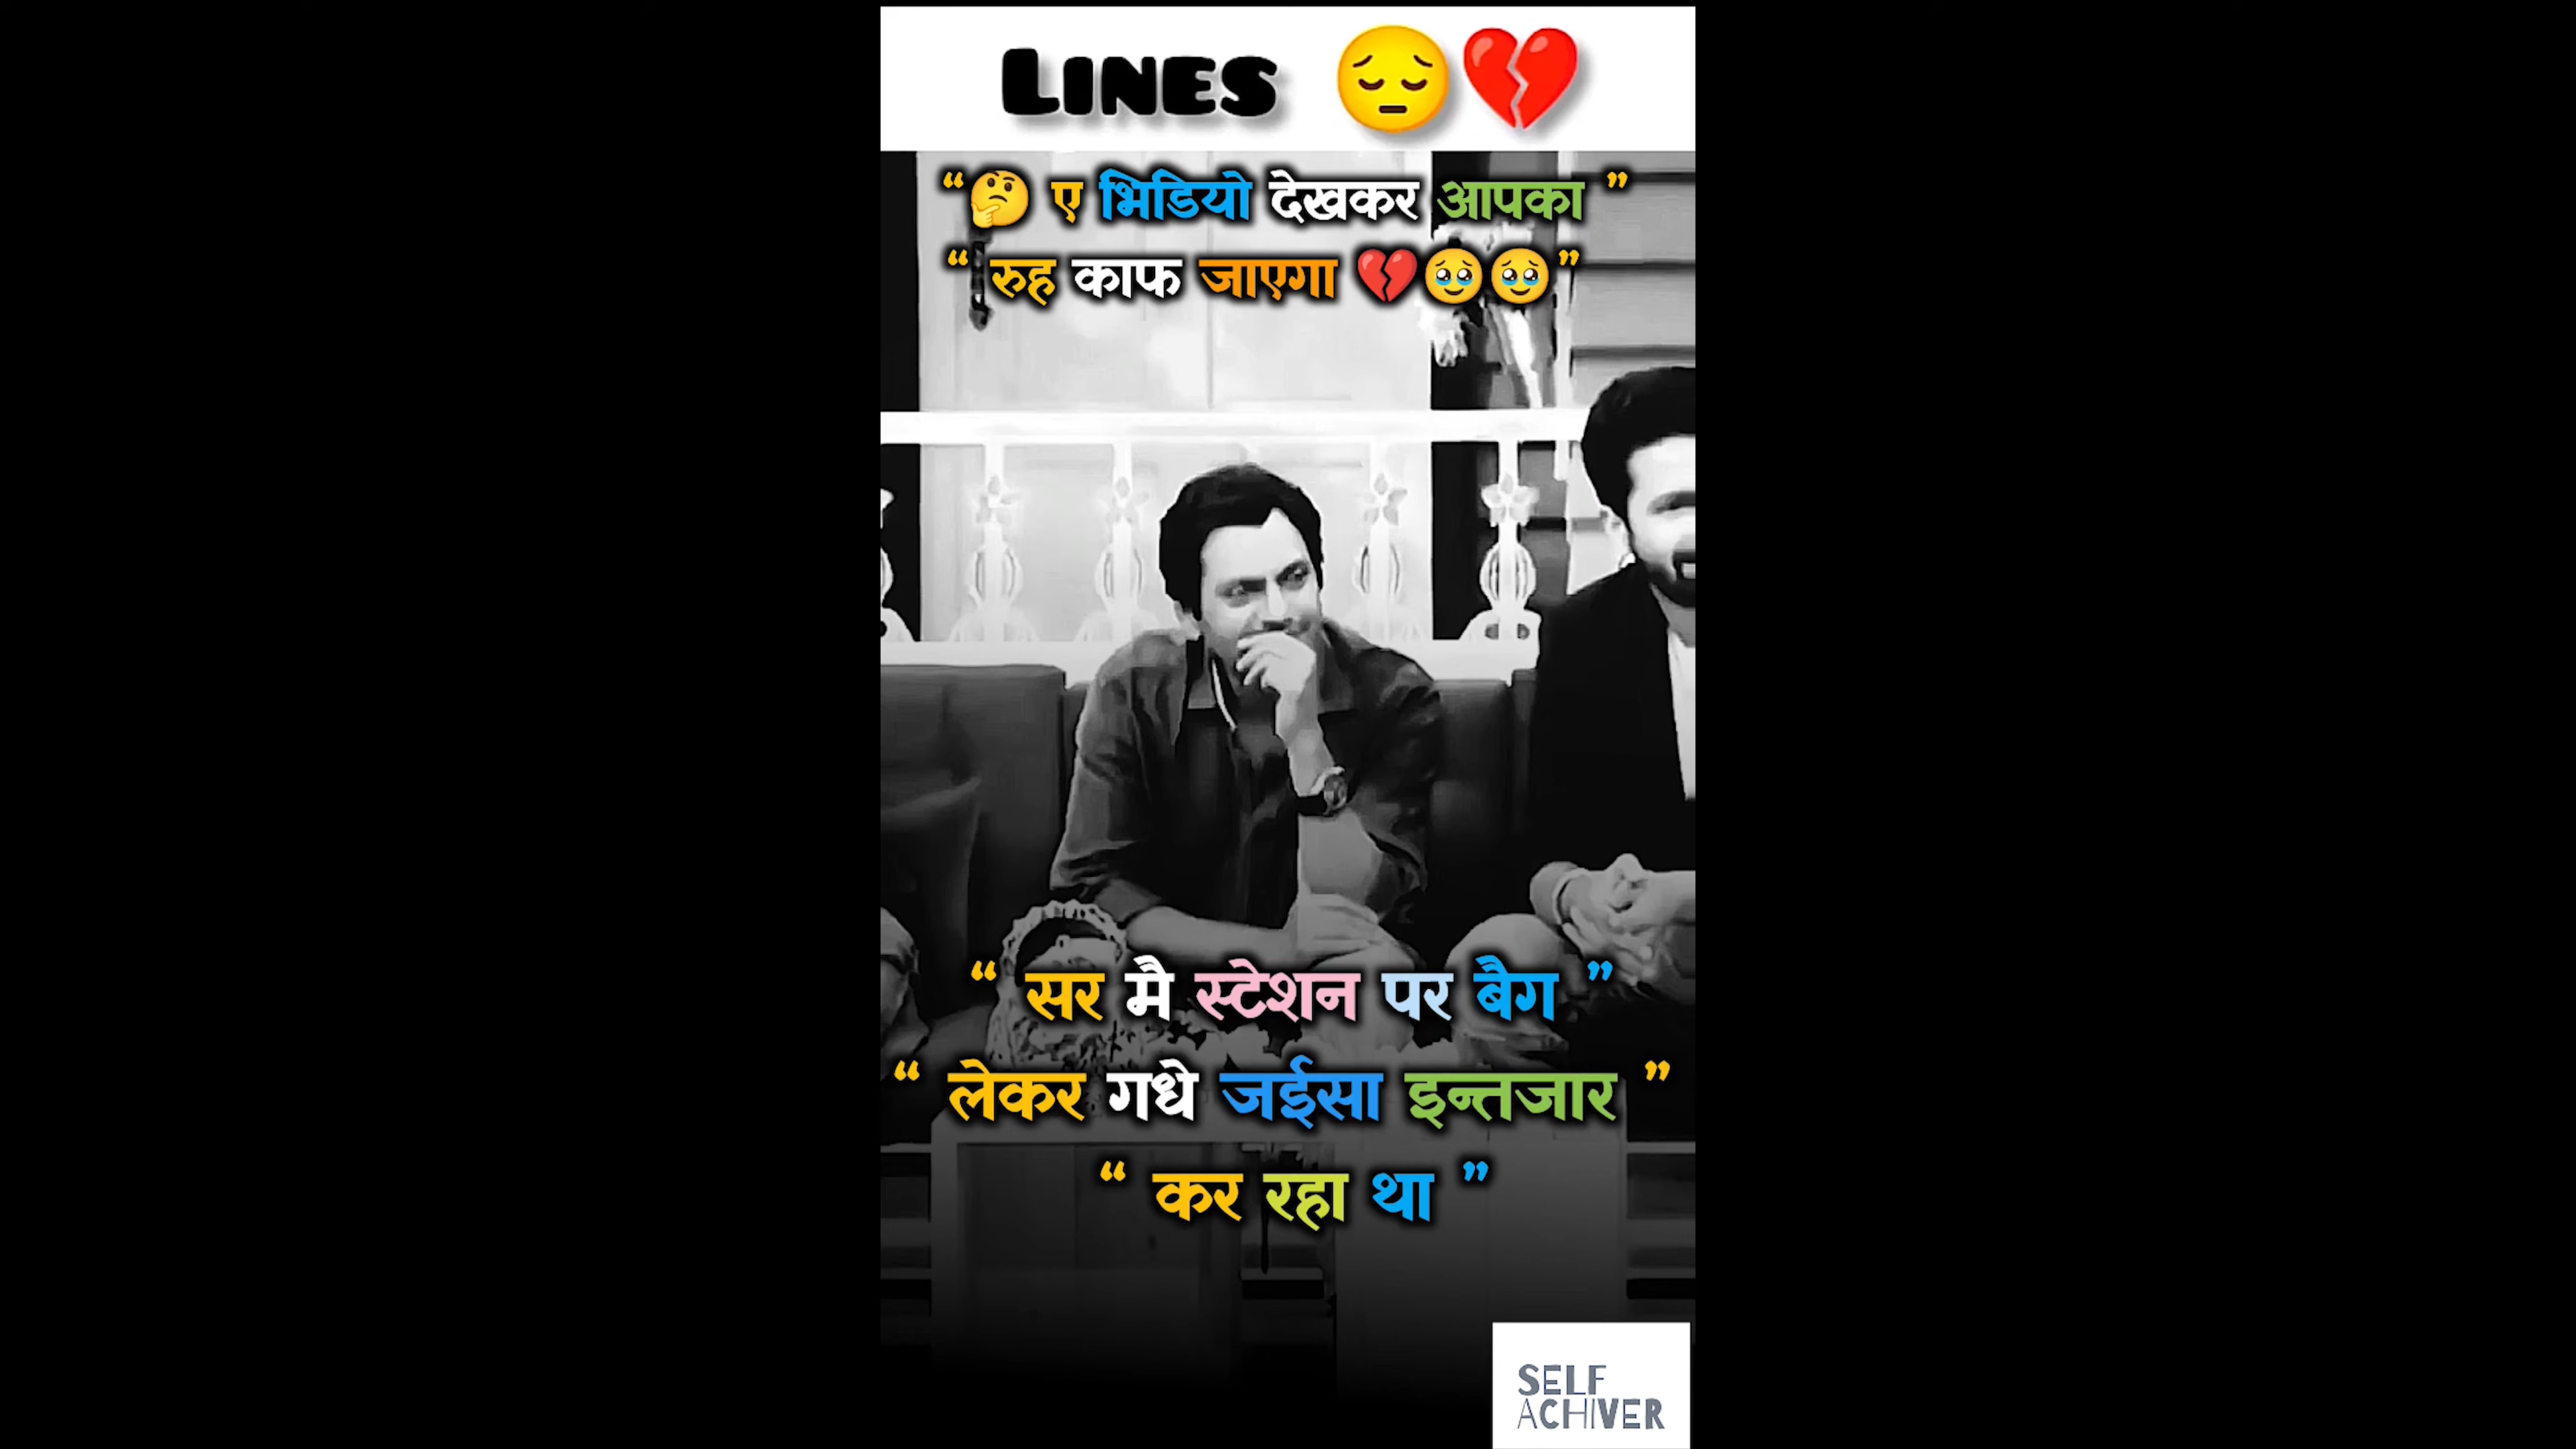 LINES 😔💔
“🤔 ए भिडियो देखकर आपका ”
“ रुह काफ जाएगा 💔🥹🥹”
“ सर मै स्टेशन पर बैग ”
“ लेकर गधे जईसा इन्तजार ”
“ कर रहा था ”
SELF
ACHIVER